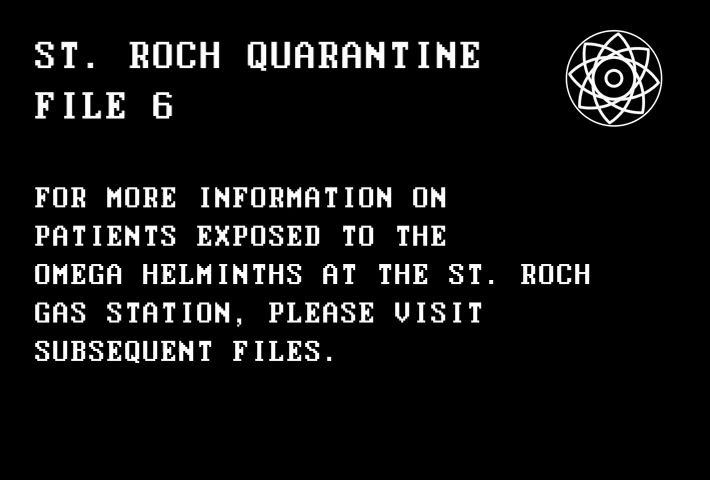 ST. ROCH QUARANTINE
FILE 6
FOR MORE INFORMATION ON
PATIENTS EXPOSED TO THE
OMEGA HELMINTHS AT THE ST. ROCH
GAS STATION, PLEASE VISIT
SUBSEQUENT FILES.